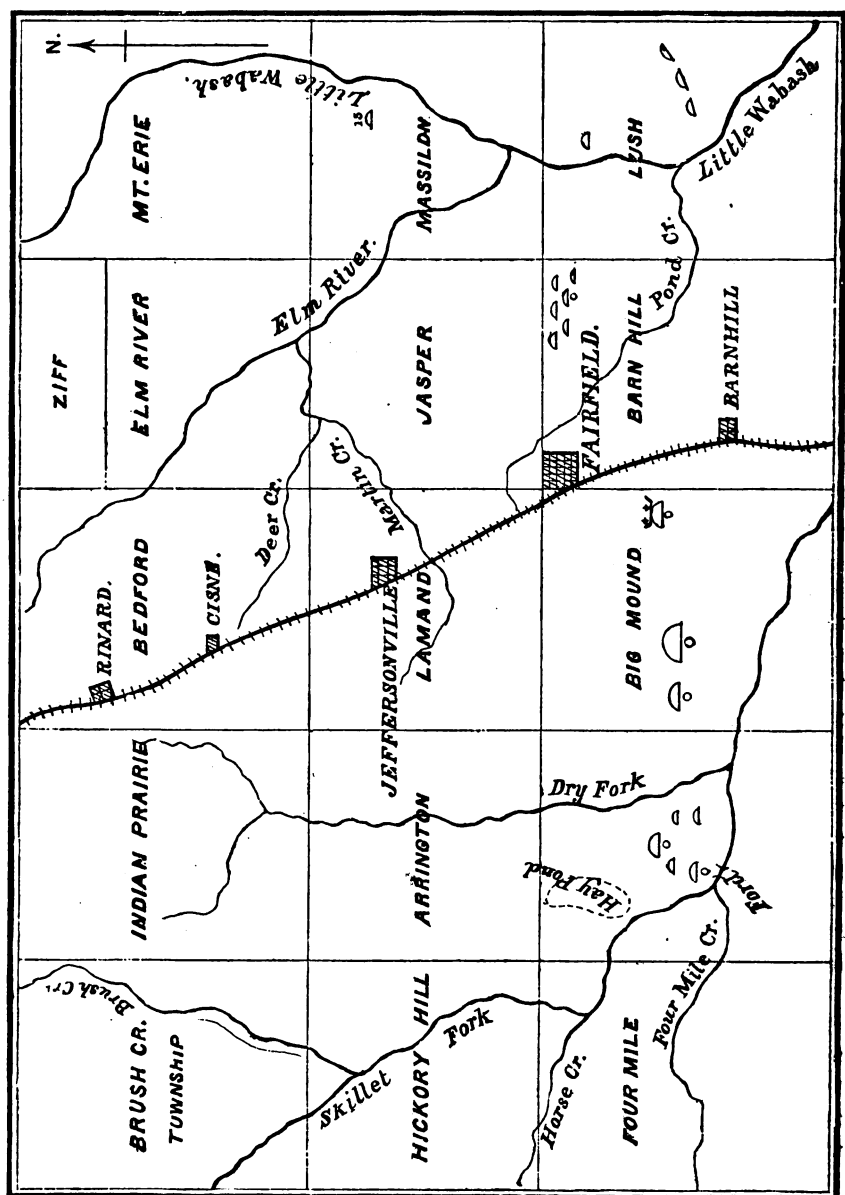 N.
ZIFF
Brush Cr.
RINARD.
BRUSH CR.
TOWNSHIP
INDIAN PRAIRIE
BEDFORD
ELM RIVER
MT. ERIE
CISNE.
Little Wabash.
Deer Cr.
Elm River.
Skillet
Fork
Martin Cr.
JEFFERSONVILLE
HICKORY HILL
ARRINGTON
LAMAND
JASPER
MASSILON
Horse Cr.
Hay Pond
Dry Fork
FAIRFIELD.
FOUR MILE
BIG MOUND
BARN HILL
LUSH
Four Mile Cr.
Pond Cr.
Ford
BARNHILL
Little Wabash